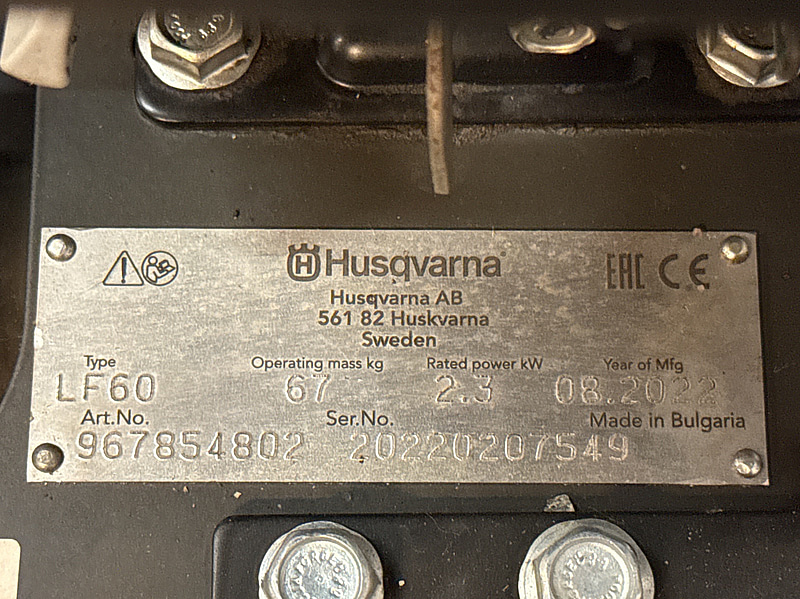 Husqvarna
EAC CE
Husqvarna AB
561 82 Huskvarna
Sweden
Type Operating mass kg Rated power kW Year of Mfg
LF60 67 2.3 08.2022
Art.No. Ser.No. Made in Bulgaria
967854802 20220207549